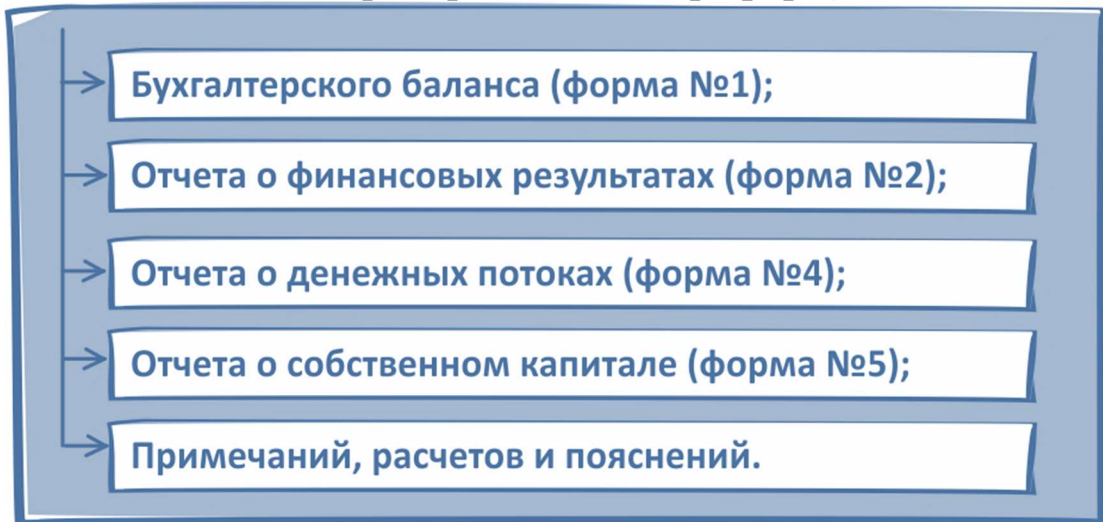 Бухгалтерского баланса (форма №1);
Отчета о финансовых результатах (форма №2);
Отчета о денежных потоках (форма №4);
Отчета о собственном капитале (форма №5);
Примечаний, расчетов и пояснений.